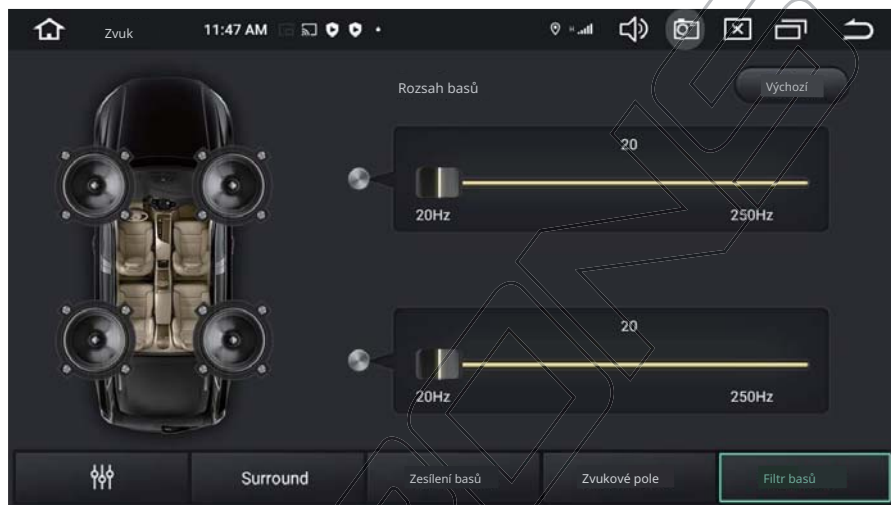 Zvuk 11:47 AM
Rozsah basů Výchozí
20
20Hz 250Hz
20
20Hz 250Hz
Surround Zesílení basů Zvukové pole Filtr basů